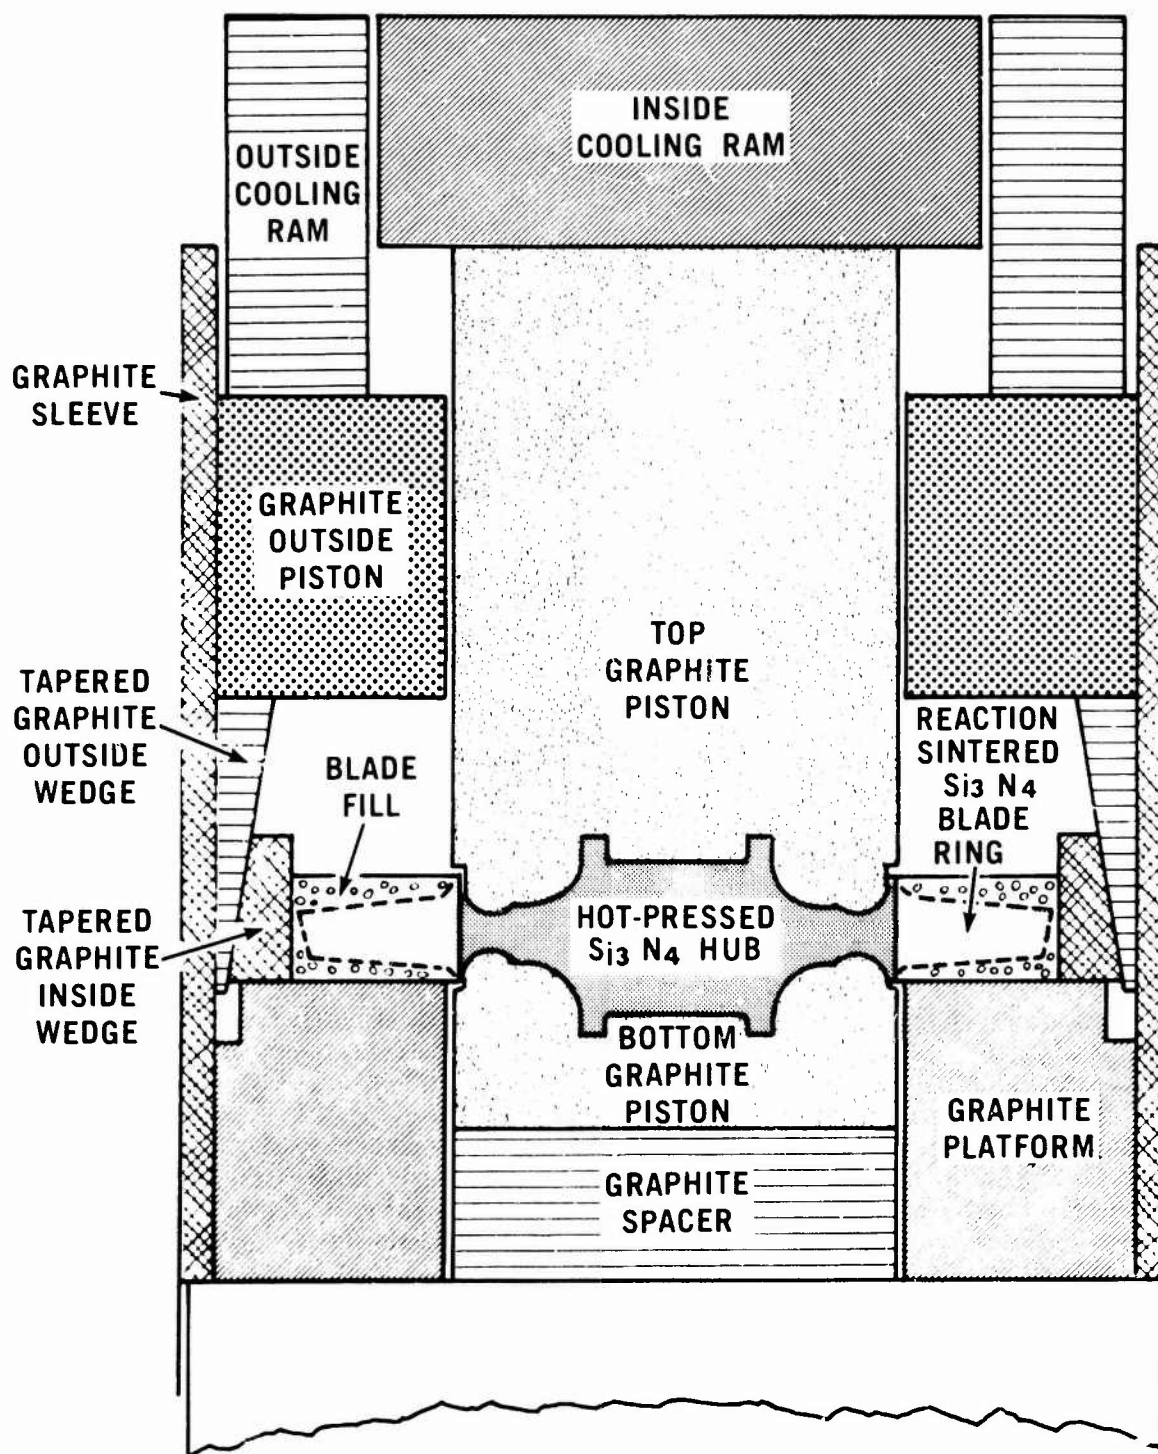 INSIDE
COOLING RAM
OUTSIDE
COOLING
RAM
GRAPHITE
SLEEVE
GRAPHITE
OUTSIDE
PISTON
TOP
GRAPHITE
PISTON
TAPERED
GRAPHITE
OUTSIDE
WEDGE
BLADE
FILL
REACTION
SINTERED
Si3 N4
BLADE
RING
HOT-PRESSED
Si3 N4 HUB
TAPERED
GRAPHITE
INSIDE
WEDGE
BOTTOM
GRAPHITE
PISTON
GRAPHITE
PLATFORM
GRAPHITE
SPACER